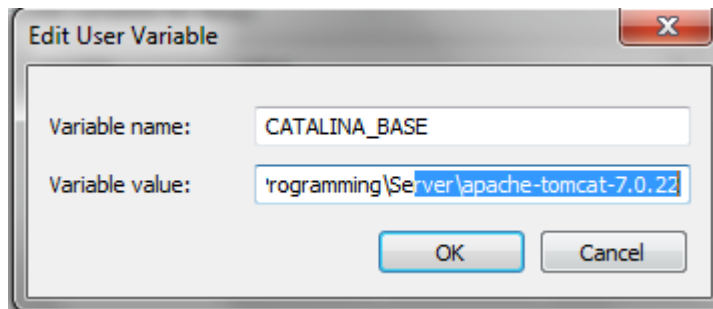 Edit User Variable
Variable name: CATALINA_BASE
Variable value: rogramming\Server\apache-tomcat-7.0.22
OK Cancel